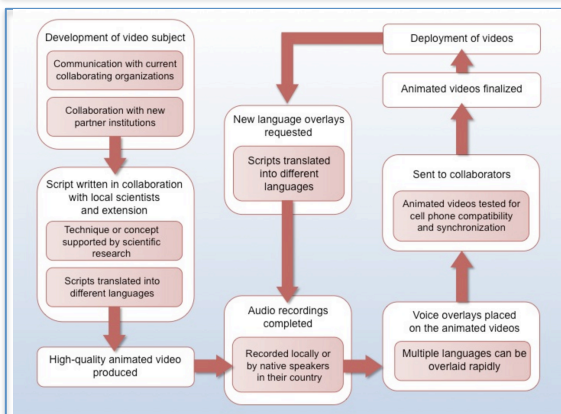 Development of video subject
Communication with current
collaborating organizations
Collaboration with new
partner institutions
Script written in collaboration
with local scientists
and extension
Technique or concept
supported by scientific
research
Scripts translated into
different languages
High-quality animated video
produced
New language overlays
requested
Scripts translated
into different
languages
Audio recordings
completed
Recorded locally or
by native speakers
in their country
Voice overlays placed
on the animated videos
Multiple languages can be
overlaid rapidly
Sent to collaborators
Animated videos tested for
cell phone compatibility
and synchronization
Animated videos finalized
Deployment of videos